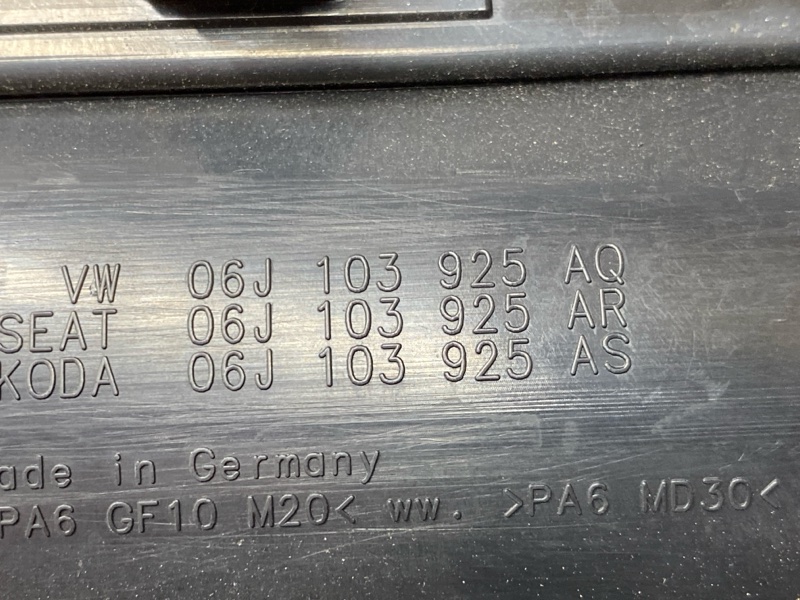 VW 06J 103 925 AQ
SEAT 06J 103 925 AR
KODA 06J 103 925 AS
ade in Germany
PA6 GF10 M20< ww. >PA6 MD30<